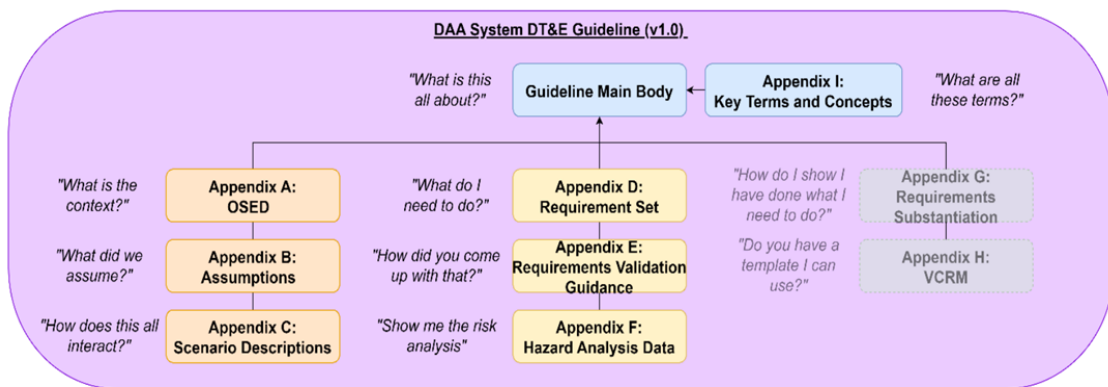 DAA System DT&E Guideline (v1.0)
"What is this
all about?"
Guideline Main Body
Appendix I:
Key Terms and Concepts
"What are all
these terms?"
"What is the
context?"
Appendix A:
OSED
"What do I
need to do?"
Appendix D:
Requirement Set
"How do I show I
have done what I
need to do?"
Appendix G:
Requirements
Substantiation
"What did we
assume?"
Appendix B:
Assumptions
"How did you come
up with that?"
Appendix E:
Requirements Validation
Guidance
"Do you have a
template I can
use?"
Appendix H:
VCRM
"How does this all
interact?"
Appendix C:
Scenario Descriptions
"Show me the risk
analysis"
Appendix F:
Hazard Analysis Data